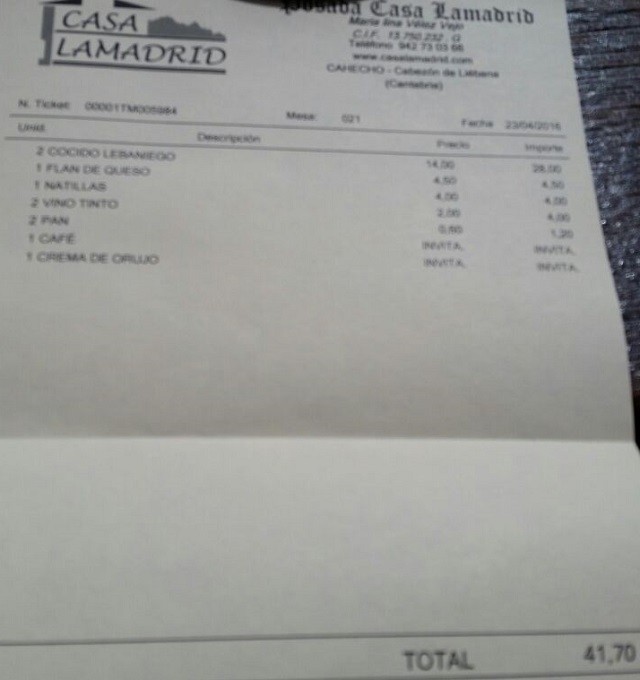 CASA
LAMADRID
Posada Casa Lamadrid
María Iina Vélez Vejo
C.I.F. 13.750.232 - G
Teléfono 942 73 03 66
www.casalamadrid.com
CAHECHO - Cabezón de Liébana
(Cantabria)
N. Ticket: 00001TM005984 Mesa: 021 Fecha 23/04/2016
Unid. Descripción Precio Importe
2 COCIDO LEBANIEGO 14,00 28,00
1 FLAN DE QUESO 4,50 4,50
1 NATILLAS 4,00 4,00
2 VINO TINTO 2,00 4,00
2 PAN 0,60 1,20
1 CAFÉ INVITA. INVITA.
1 CREMA DE ORUJO INVITA. INVITA.
TOTAL 41,70